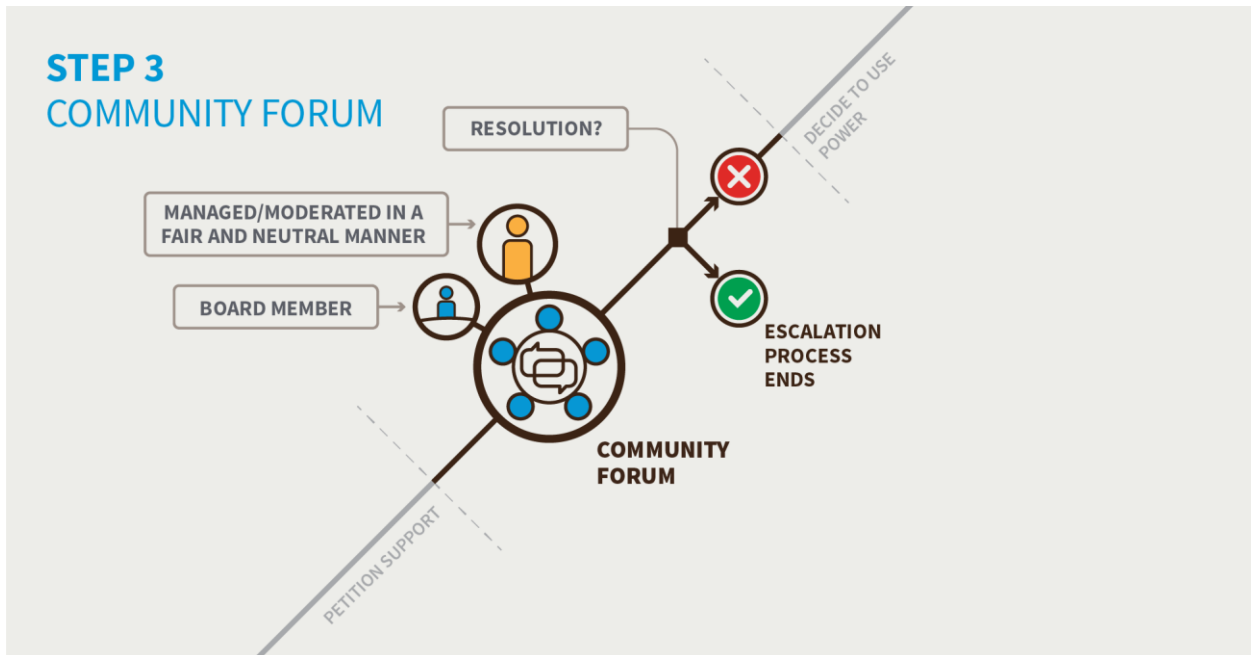 STEP 3
COMMUNITY FORUM
RESOLUTION?
DECIDE TO USE
POWER
MANAGED/MODERATED IN A
FAIR AND NEUTRAL MANNER
BOARD MEMBER
ESCALATION
PROCESS
ENDS
COMMUNITY
FORUM
PETITION SUPPORT